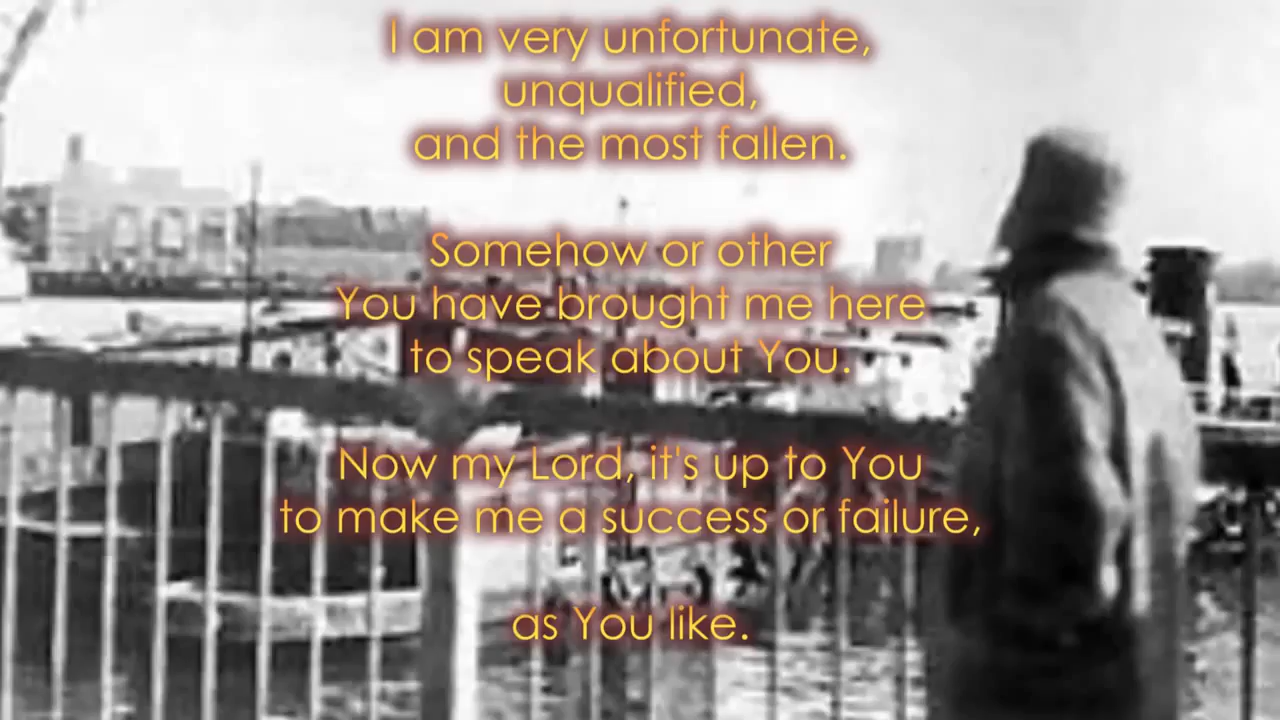 I am very unfortunate,
unqualified,
and the most fallen.
Somehow or other
You have brought me here
to speak about You.
Now my Lord, it's up to You
to make me a success or failure,
as You like.